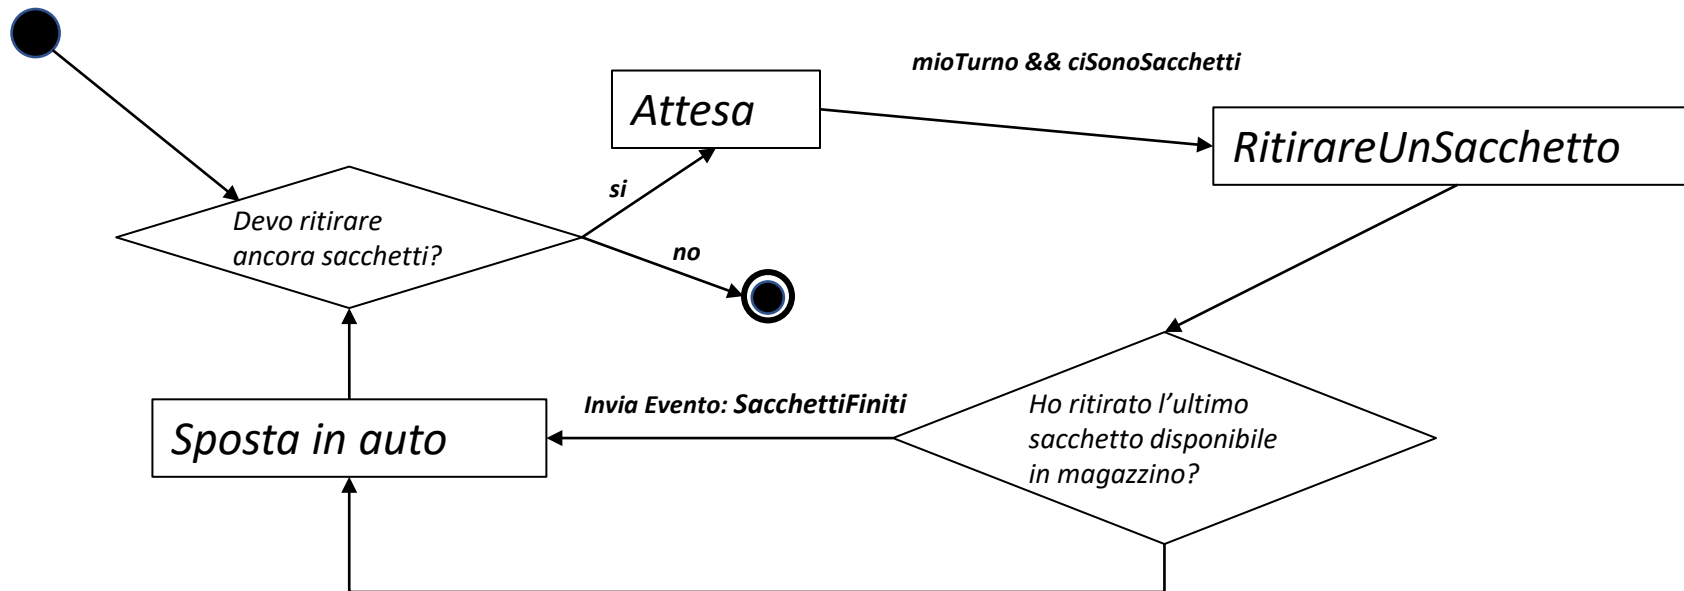 mioTurno && ciSonoSacchetti
Attesa
RitirareUnSacchetto
si
Devo ritirare
ancora sacchetti?
no
Invia Evento: SacchettiFiniti
Ho ritirato l’ultimo
sacchetto disponibile
in magazzino?
Sposta in auto